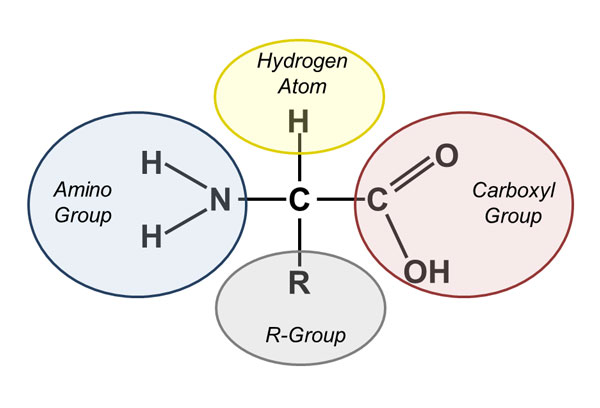 Hydrogen
Atom
H
H
O
Amino
Group
N
C
C
Carboxyl
Group
H
R
OH
R-Group